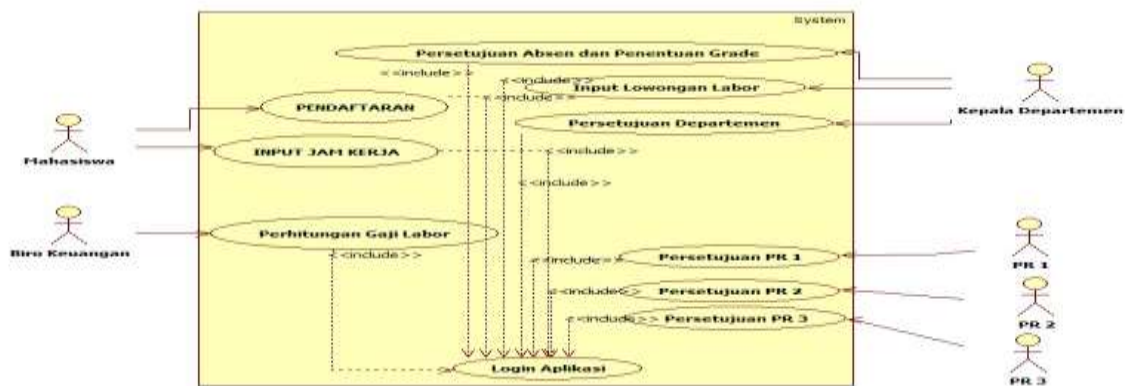 System
Persetujuan Absen dan Penentuan Grade
<<include>>
<<include>>
Input Lowongan Labor
<<include>>
PENDAFTARAN
Kepala Departemen
Persetujuan Departemen
Mahasiswa
INPUT JAM KERJA
<<include>>
<<include>>
Perhitungan Gaji Labor
Biro Keuangan
<<include>>
<<include>>
Persetujuan PR 1
PR 1
<<include>>
Persetujuan PR 2
<<include>>
Persetujuan PR 3
PR 2
Login Aplikasi
PR 3